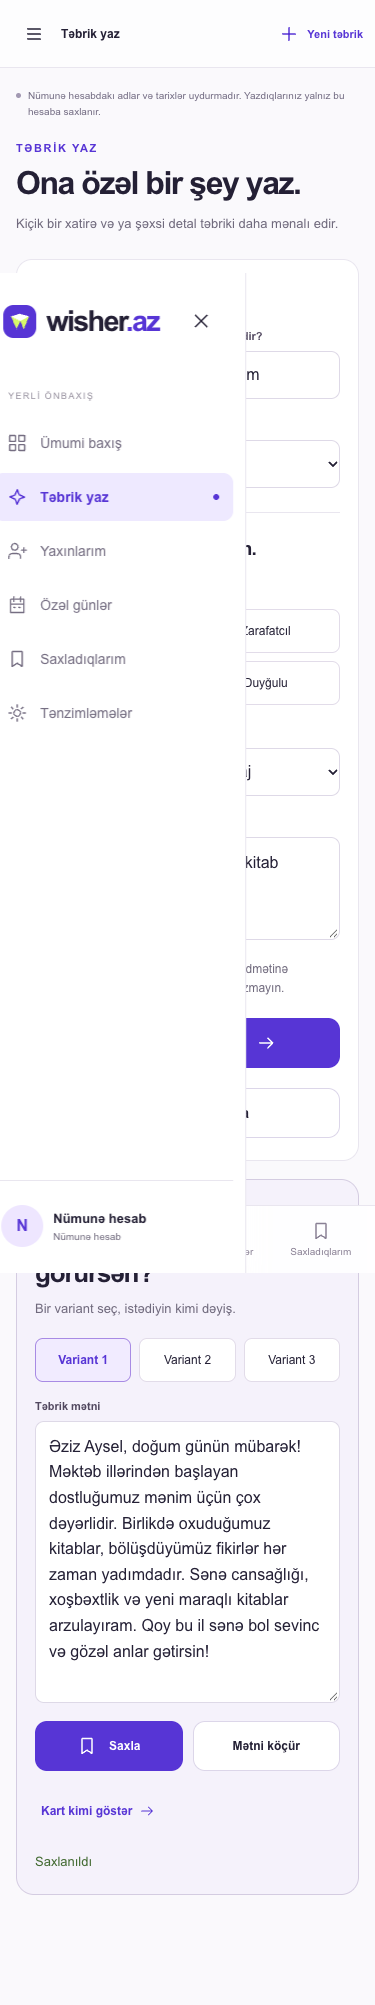 Təbrik yaz
Yeni təbrik
Nümunə hesabdakı adlar və tarixlər uydurmadır. Yazdıqlarınız yalnız bu
hesaba saxlanır.
TƏBRİK YAZ
Ona özəl bir şey yaz.
Kiçik bir xatirə və ya şəxsi detal təbriki daha mənalı edir.
wisher.az
YERLİ ÖNBAXIŞ
Ümumi baxış
Təbrik yaz
Yaxınlarım
Özəl günlər
Saxladıqlarım
Tənzimləmələr
N
Nümunə hesab
Nümunə hesab
Zarafatcıl
Duyğulu
kitab
Saxladıqlarım
görürsən?
Bir variant seç, istədiyin kimi dəyiş.
Variant 1
Variant 2
Variant 3
Təbrik mətni
Əziz Aysel, doğum günün mübarək!
Məktəb illərindən başlayan
dostluğumuz mənim üçün çox
dəyərlidir. Birlikdə oxuduğumuz
kitablar, bölüşdüyümüz fikirlər hər
zaman yadımdadır. Sənə cansağlığı,
xoşbəxtlik və yeni maraqlı kitablar
arzulayıram. Qoy bu il sənə bol sevinc
və gözəl anlar gətirsin!
Saxla
Mətni köçür
Kart kimi göstər
Saxlanıldı